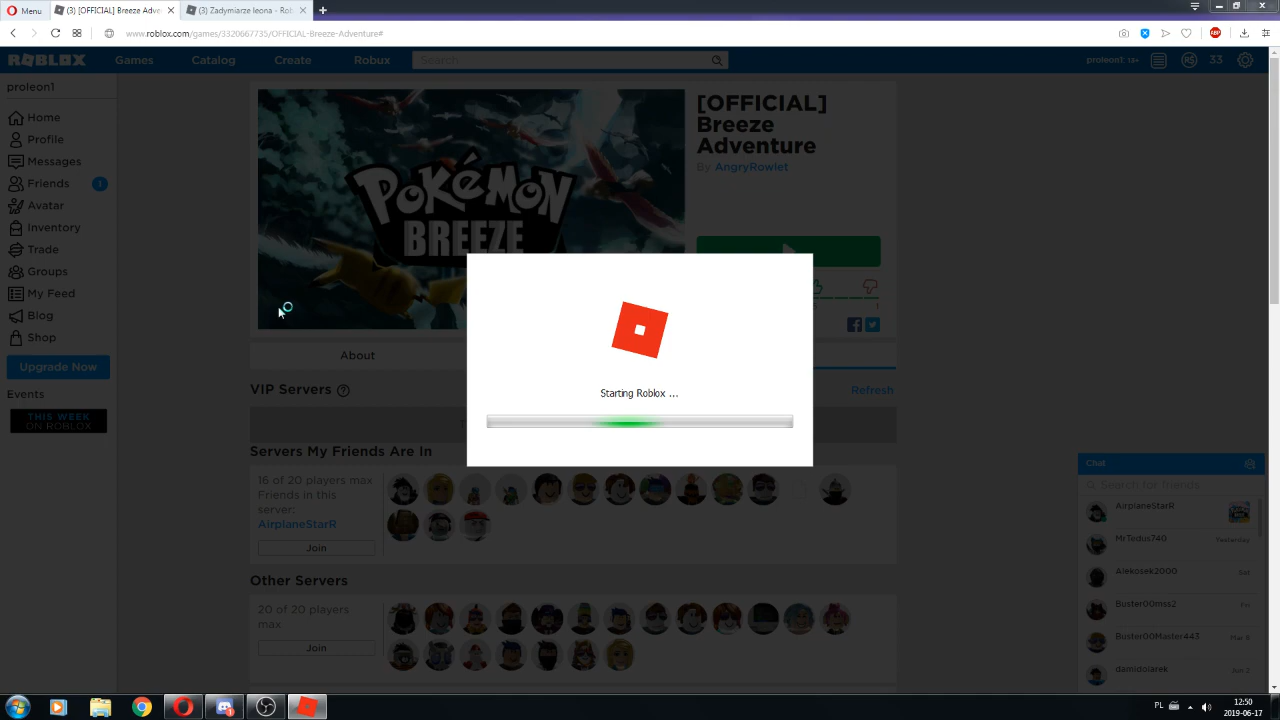 Menu
(3) [OFFICIAL] Breeze Adve
(3) Zadymiarze leona - Rob
www.roblox.com/games/3320667735/OFFICIAL-Breeze-Adventure#
ABP
ROBLOX
Games
Catalog
Create
Robux
Search
proleon1: 13+
R$
33
proleon1
Home
Profile
Messages
Friends
1
Avatar
Inventory
Trade
Groups
My Feed
Blog
Shop
Upgrade Now
Events
THIS WEEK
ON ROBLOX
POKéMON
BREEZE
[OFFICIAL]
Breeze
Adventure
By AngryRowlet
About
Starting Roblox ...
VIP Servers
Refresh
Servers My Friends Are In
16 of 20 players max
Friends in this
server:
AirplaneStarR
Join
Other Servers
20 of 20 players
max
Join
Chat
Search for friends
AirplaneStarR
MrTedus740
Yesterday
Alekosek2000
Sat
Buster00mss2
Fri
Buster00Master443
Mar 8
damidolarek
Jun 2
PL
12:50
2019-06-17